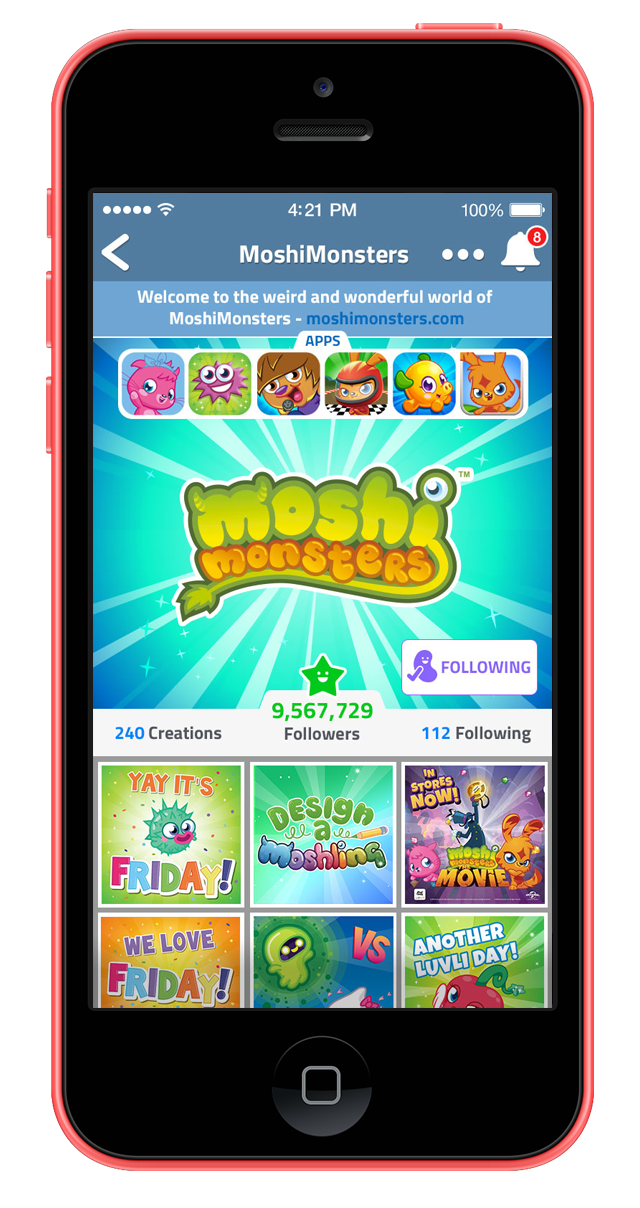 4:21 PM
100%
MoshiMonsters
8
Welcome to the weird and wonderful world of
MoshiMonsters - moshimonsters.com
APPS
moshi
TM
monsters
FOLLOWING
9,567,729
240 Creations
Followers
112 Following
YAY IT'S
FRIDAY!
DESIGN
a
Moshling
IN
STORES
NOW!
moshi
monsters
THE
MOVIE
WE LOVE
FRIDAY!
VS
ANOTHER
LUVLI DAY!